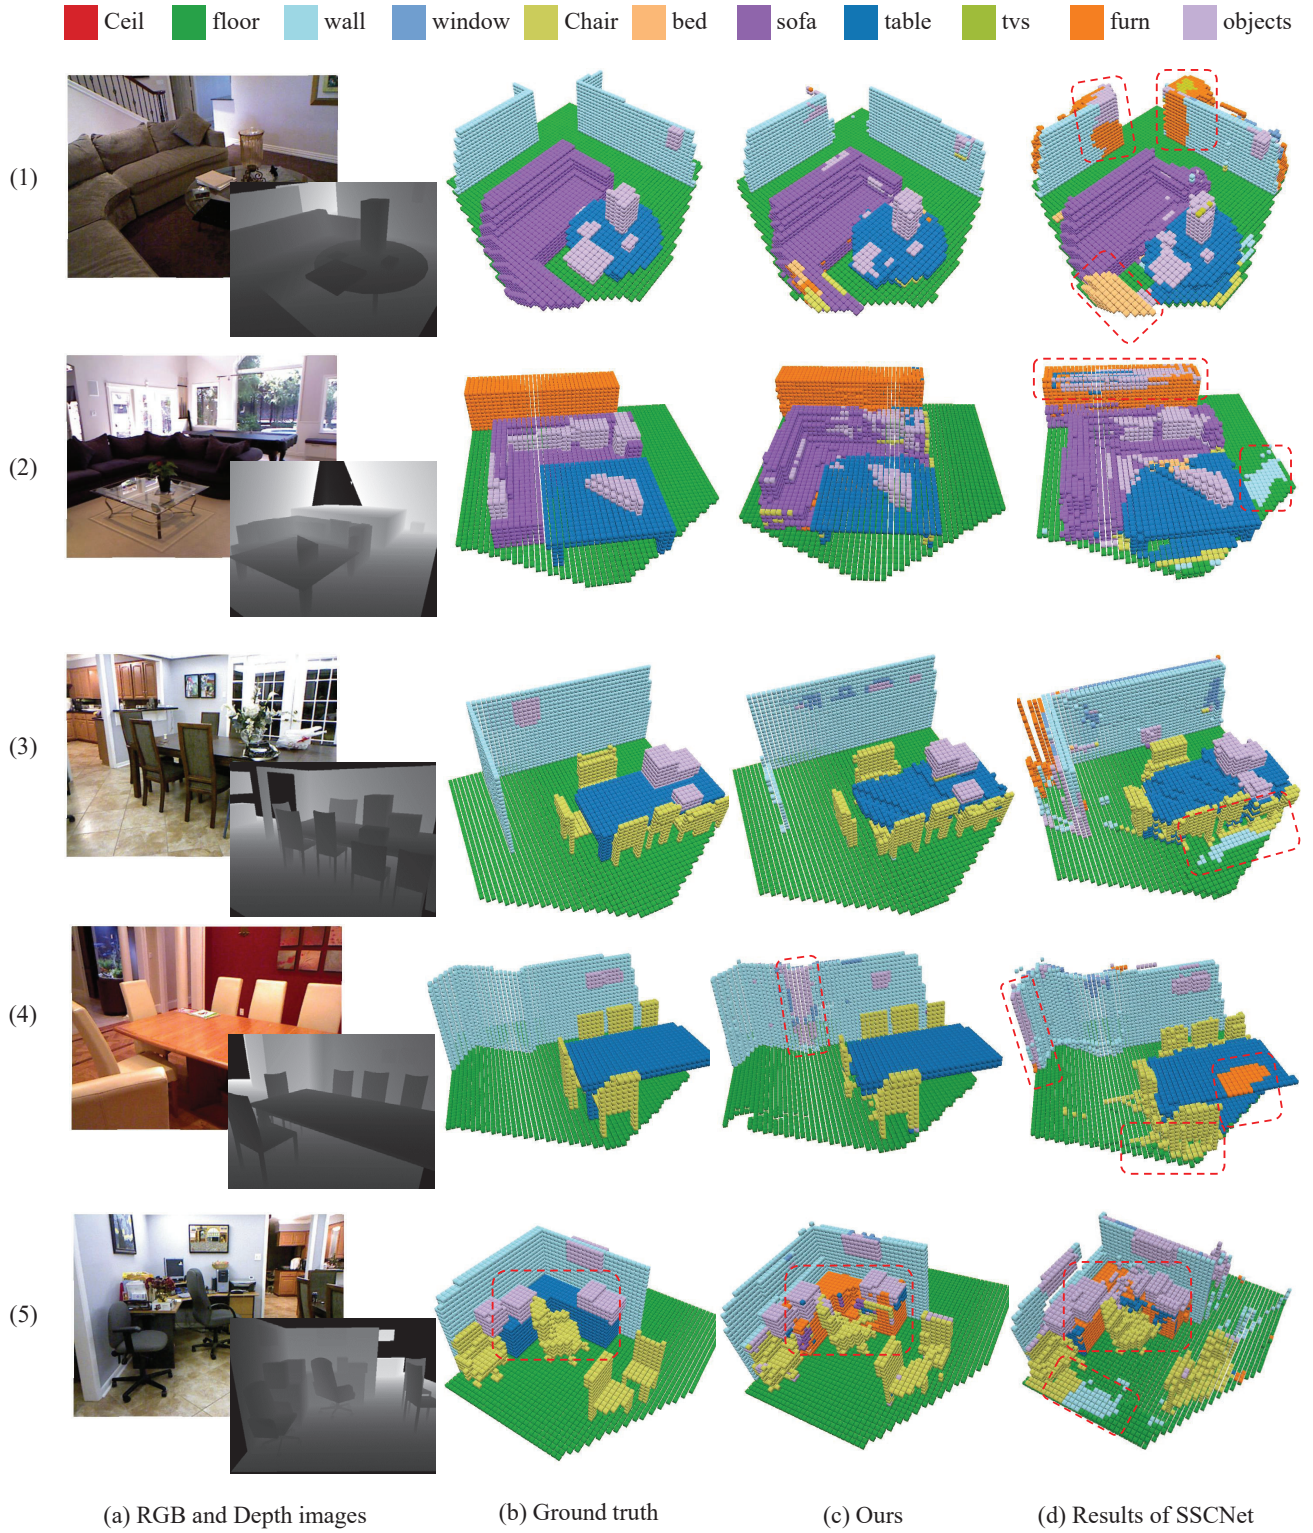 Ceil floor wall window Chair bed sofa table tvs furn objects
(1)
(2)
(3)
(4)
(5)
(a) RGB and Depth images (b) Ground truth (c) Ours (d) Results of SSCNet